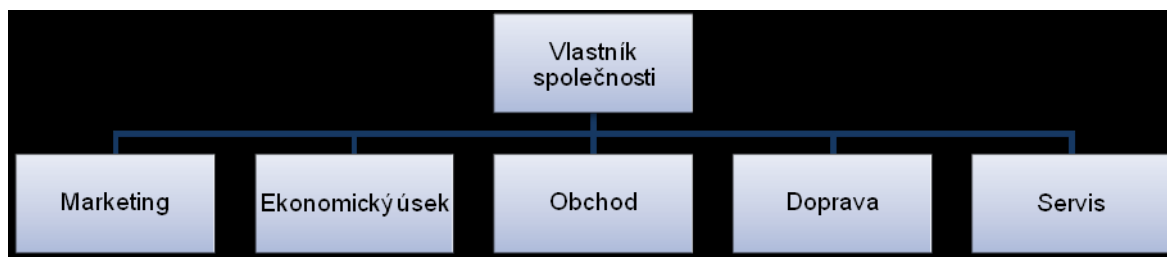 Vlastník
společnosti
Marketing
Ekonomický úsek
Obchod
Doprava
Servis